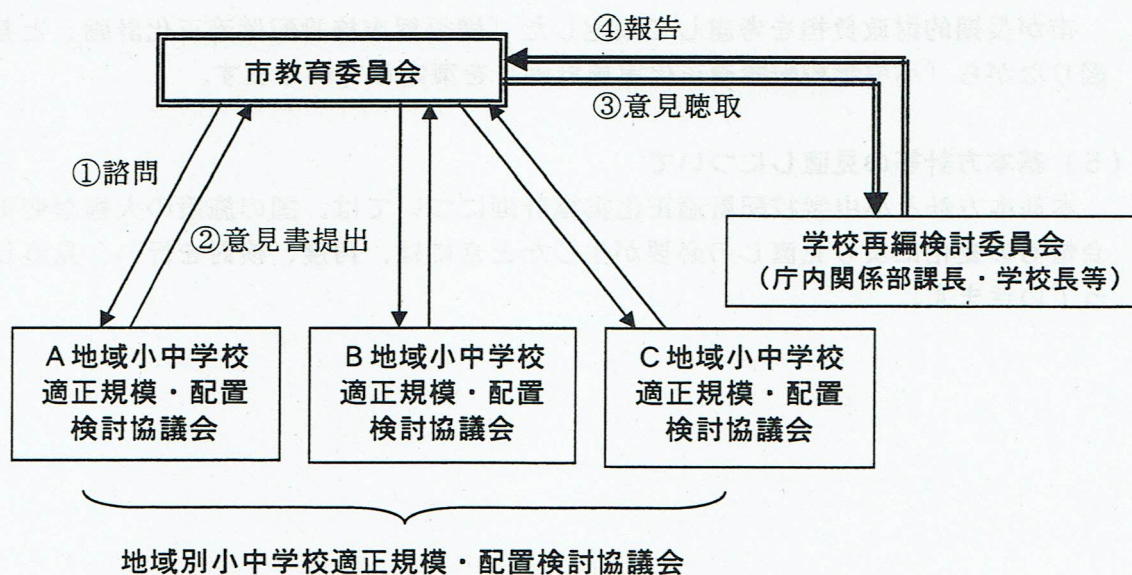 ④報告
市教育委員会
③意見聴取
①諮問
②意見書提出
学校再編検討委員会
（庁内関係部課長・学校長等）
A地域小中学校
適正規模・配置
検討協議会
B地域小中学校
適正規模・配置
検討協議会
C地域小中学校
適正規模・配置
検討協議会
地域別小中学校適正規模・配置検討協議会